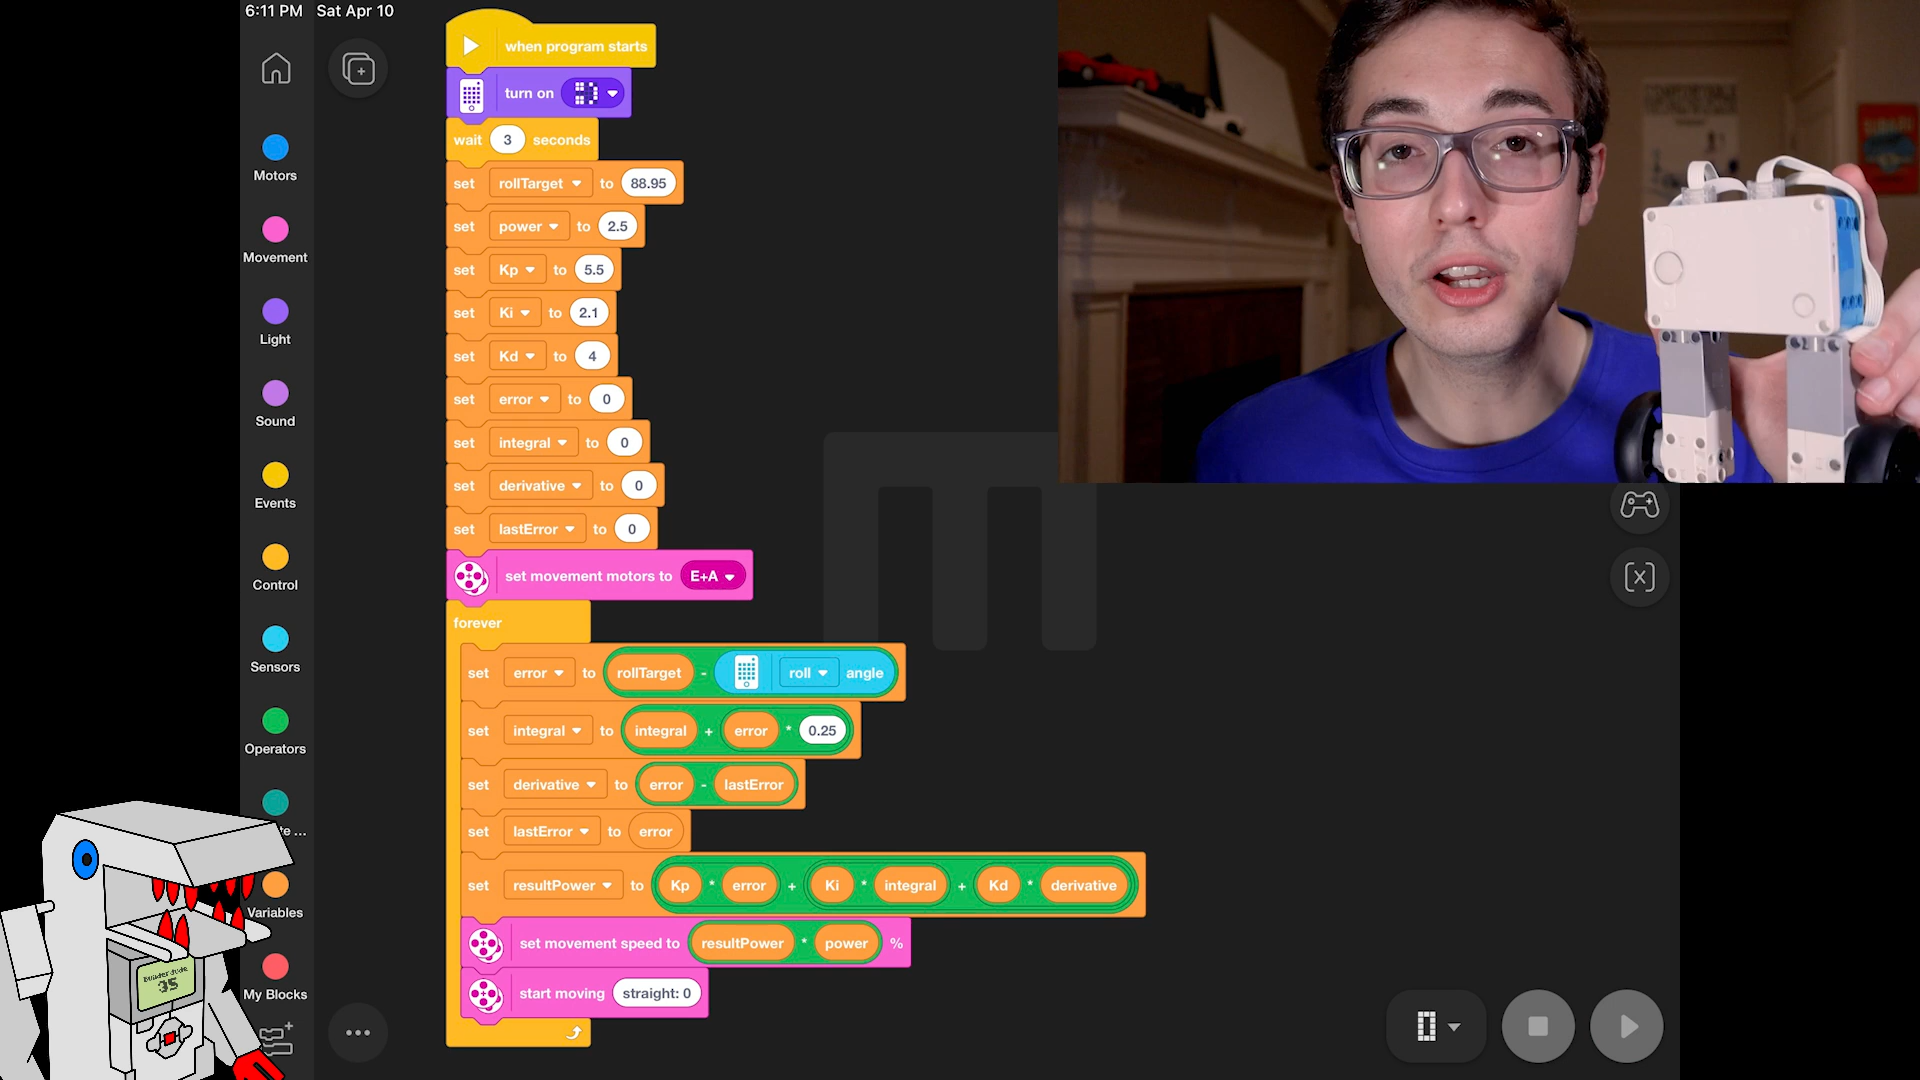 6:11 PM Sat Apr 10
Motors
Movement
Light
Sound
Events
Control
Sensors
Operators
te ...
Variables
My Blocks
when program starts
turn on
wait 3 seconds
set rollTarget to 88.95
set power to 2.5
set Kp to 5.5
set Ki to 2.1
set Kd to 4
set error to 0
set integral to 0
set derivative to 0
set lastError to 0
set movement motors to E+A
forever
set error to rollTarget - roll angle
set integral to integral + error * 0.25
set derivative to error - lastError
set lastError to error
set resultPower to Kp * error + Ki * integral + Kd * derivative
set movement speed to resultPower * power %
start moving straight: 0
Builder dude
35